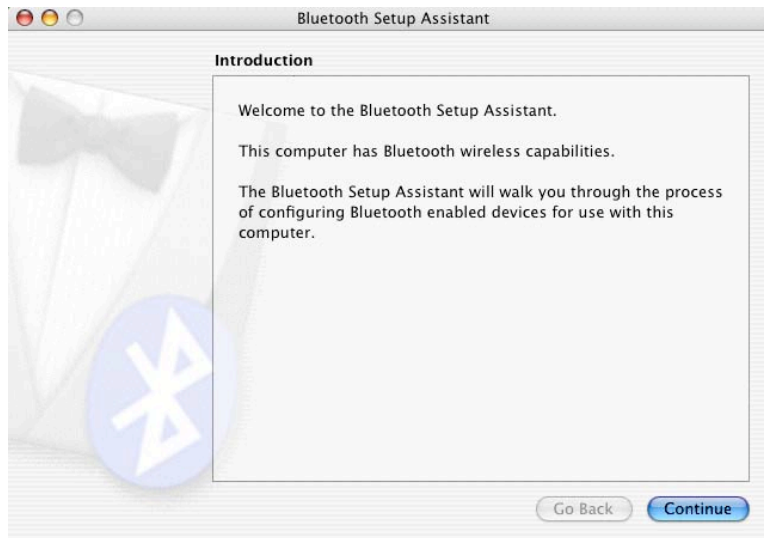 Bluetooth Setup Assistant
Introduction
Welcome to the Bluetooth Setup Assistant.
This computer has Bluetooth wireless capabilities.
The Bluetooth Setup Assistant will walk you through the process
of configuring Bluetooth enabled devices for use with this
computer.
Go Back
Continue